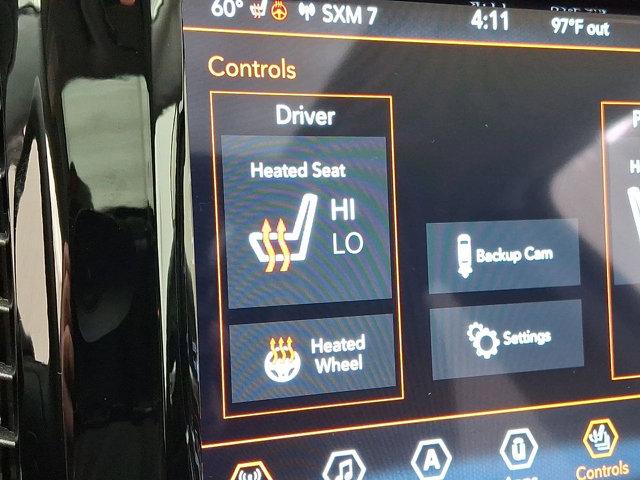 60° SXM 7 4:11 97°F out
Controls
Driver
Heated Seat
HI
LO
Backup Cam
Heated
Wheel
Settings
A
Controls